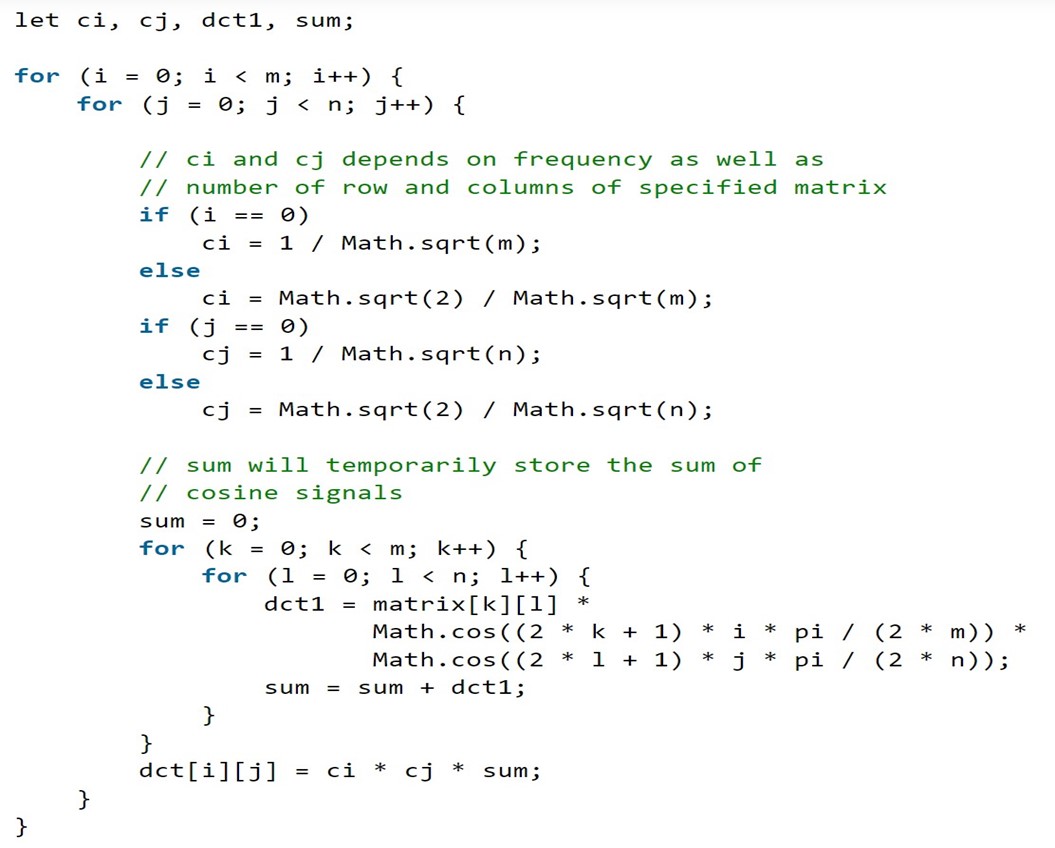 let ci, cj, dct1, sum;
for (i = 0; i < m; i++) {
for (j = 0; j < n; j++) {
// ci and cj depends on frequency as well as
// number of row and columns of specified matrix
if (i == 0)
ci = 1 / Math.sqrt(m);
else
ci = Math.sqrt(2) / Math.sqrt(m);
if (j == 0)
cj = 1 / Math.sqrt(n);
else
cj = Math.sqrt(2) / Math.sqrt(n);
// sum will temporarily store the sum of
// cosine signals
sum = 0;
for (k = 0; k < m; k++) {
for (l = 0; l < n; l++) {
dct1 = matrix[k][l] *
Math.cos((2 * k + 1) * i * pi / (2 * m)) *
Math.cos((2 * l + 1) * j * pi / (2 * n));
sum = sum + dct1;
}
}
dct[i][j] = ci * cj * sum;
}
}